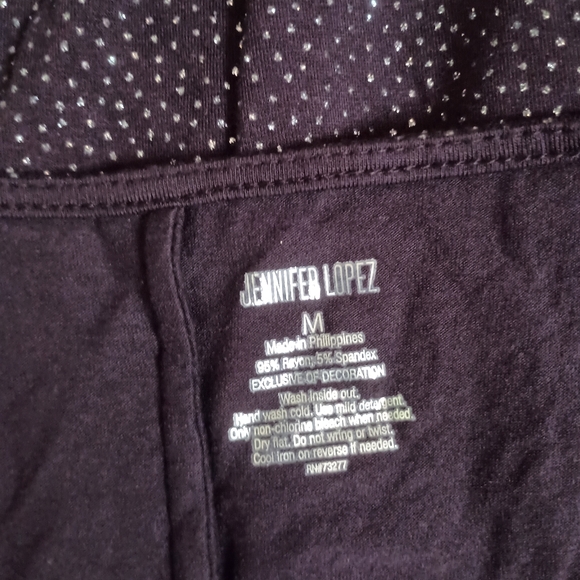 JENNIFER LOPEZ
M
Made in Philippines
95% Rayon, 5% Spandex
EXCLUSIVE OF DECORATION
Wash inside out.
Hand wash cold. Use mild detergent.
Only non-chlorine bleach when needed.
Dry flat. Do not wring or twist.
Cool iron on reverse if needed.
RN#73277